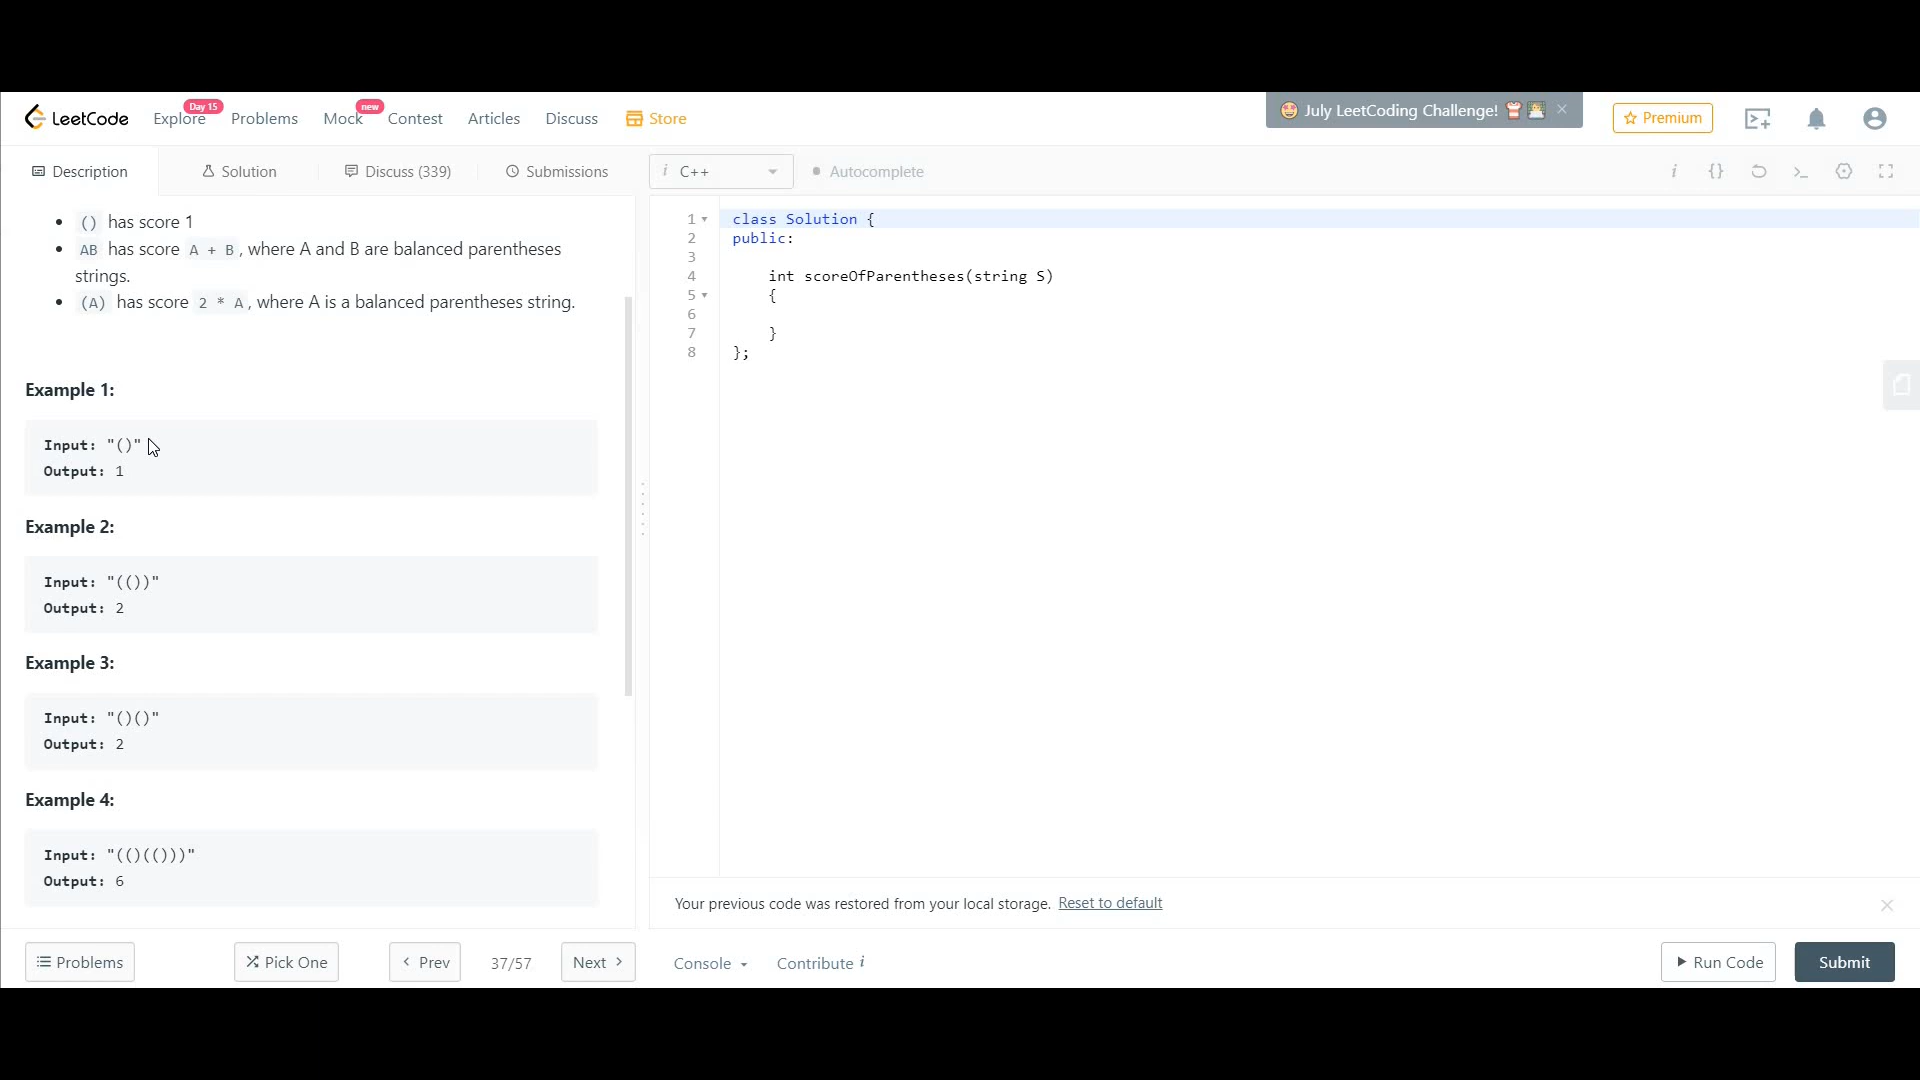 LeetCode
Explore
Day 15
Problems
Mock
new
Contest
Articles
Discuss
Store
July LeetCoding Challenge!
Premium
Description
Solution
Discuss (339)
Submissions
i C++
Autocomplete
• () has score 1
• AB has score A + B, where A and B are balanced parentheses
strings.
• (A) has score 2 * A, where A is a balanced parentheses string.
Example 1:
Input: "()"
Output: 1
Example 2:
Input: "(())"
Output: 2
Example 3:
Input: "()()"
Output: 2
Example 4:
Input: "(()(()))"
Output: 6
1 class Solution {
2 public:
3
4 int scoreOfParentheses(string S)
5 {
6
7 }
8 };
Your previous code was restored from your local storage. Reset to default
Problems
Pick One
< Prev
37/57
Next >
Console
Contribute i
Run Code
Submit